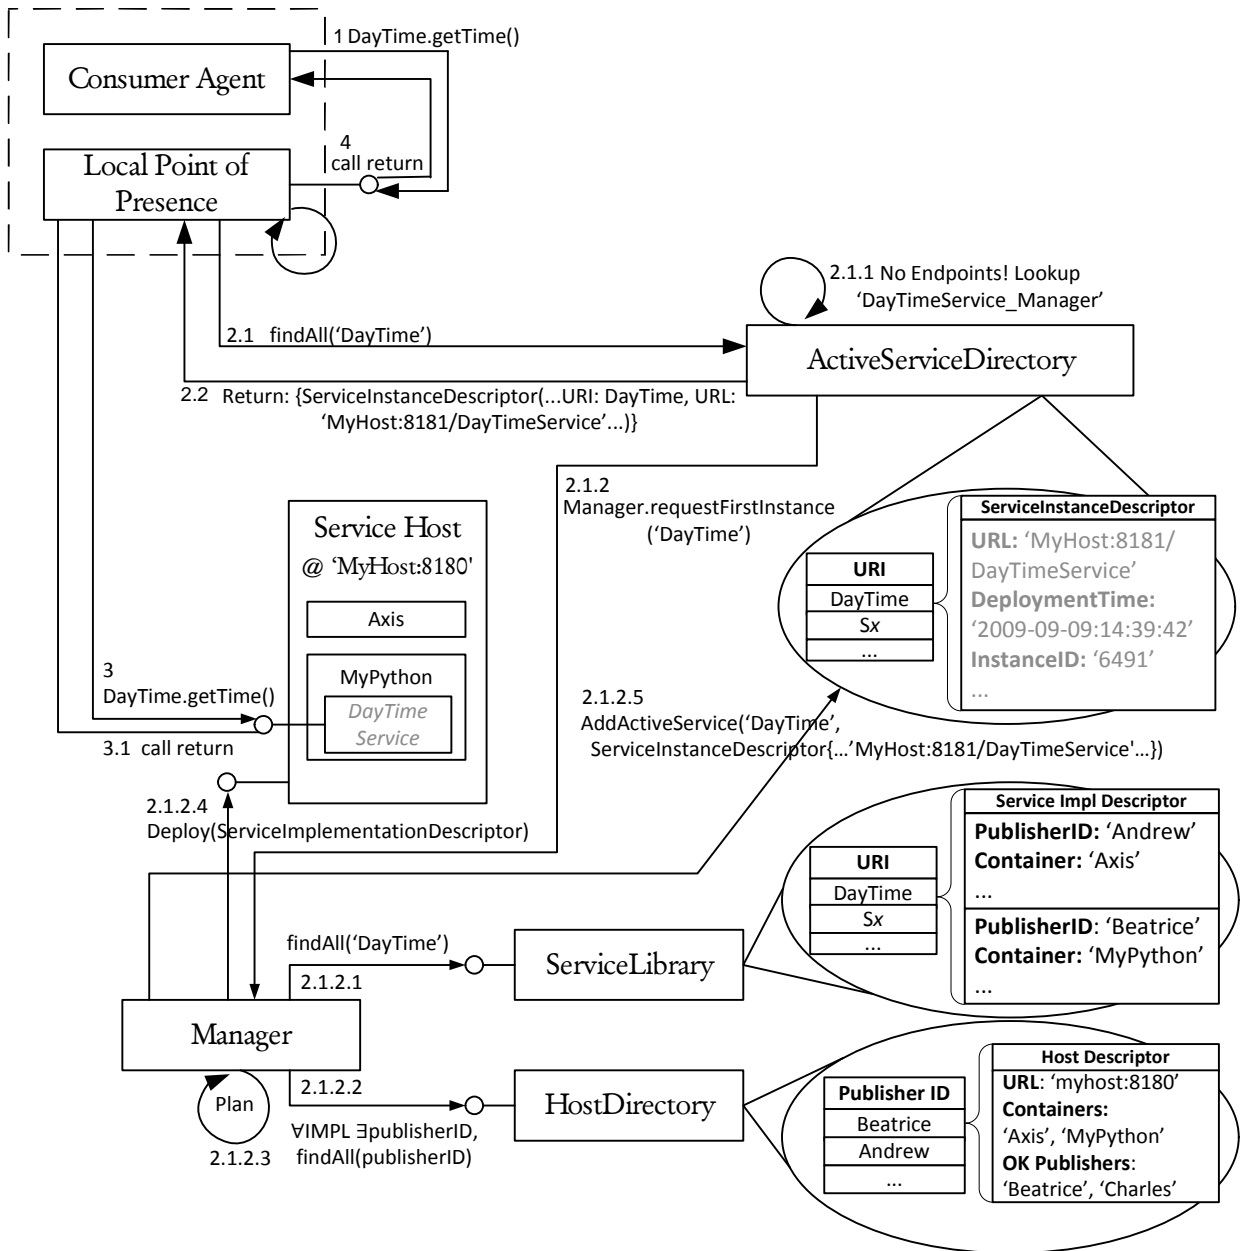 1 DayTime.getTime()
Consumer Agent
4
call return
Local Point of
Presence
2.1.1 No Endpoints! Lookup
‘DayTimeService_Manager’
2.1 findAll(‘DayTime’)
ActiveServiceDirectory
2.2 Return: {ServiceInstanceDescriptor(...URI: DayTime, URL:
‘MyHost:8181/DayTimeService’...)}
2.1.2
Manager.requestFirstInstance
(‘DayTime’)
Service Host
@ ‘MyHost:8180'
Axis
MyPython
DayTime
Service
3
DayTime.getTime()
3.1 call return
URI
DayTime
Sx
...
ServiceInstanceDescriptor
URL: ‘MyHost:8181/
DayTimeService’
DeploymentTime:
‘2009-09-09:14:39:42’
InstanceID: ‘6491’
...
2.1.2.5
AddActiveService(‘DayTime’,
ServiceInstanceDescriptor{...’MyHost:8181/DayTimeService'...})
2.1.2.4
Deploy(ServiceImplementationDescriptor)
URI
DayTime
Sx
...
Service Impl Descriptor
PublisherID: ‘Andrew’
Container: ‘Axis’
...
PublisherID: ‘Beatrice’
Container: ‘MyPython’
...
findAll(‘DayTime’)
2.1.2.1
ServiceLibrary
Manager
Plan
2.1.2.3
2.1.2.2
∀IMPL ∃publisherID,
findAll(publisherID)
HostDirectory
Publisher ID
Beatrice
Andrew
...
Host Descriptor
URL: ‘myhost:8180’
Containers:
‘Axis’, ‘MyPython’
OK Publishers:
‘Beatrice’, ‘Charles’